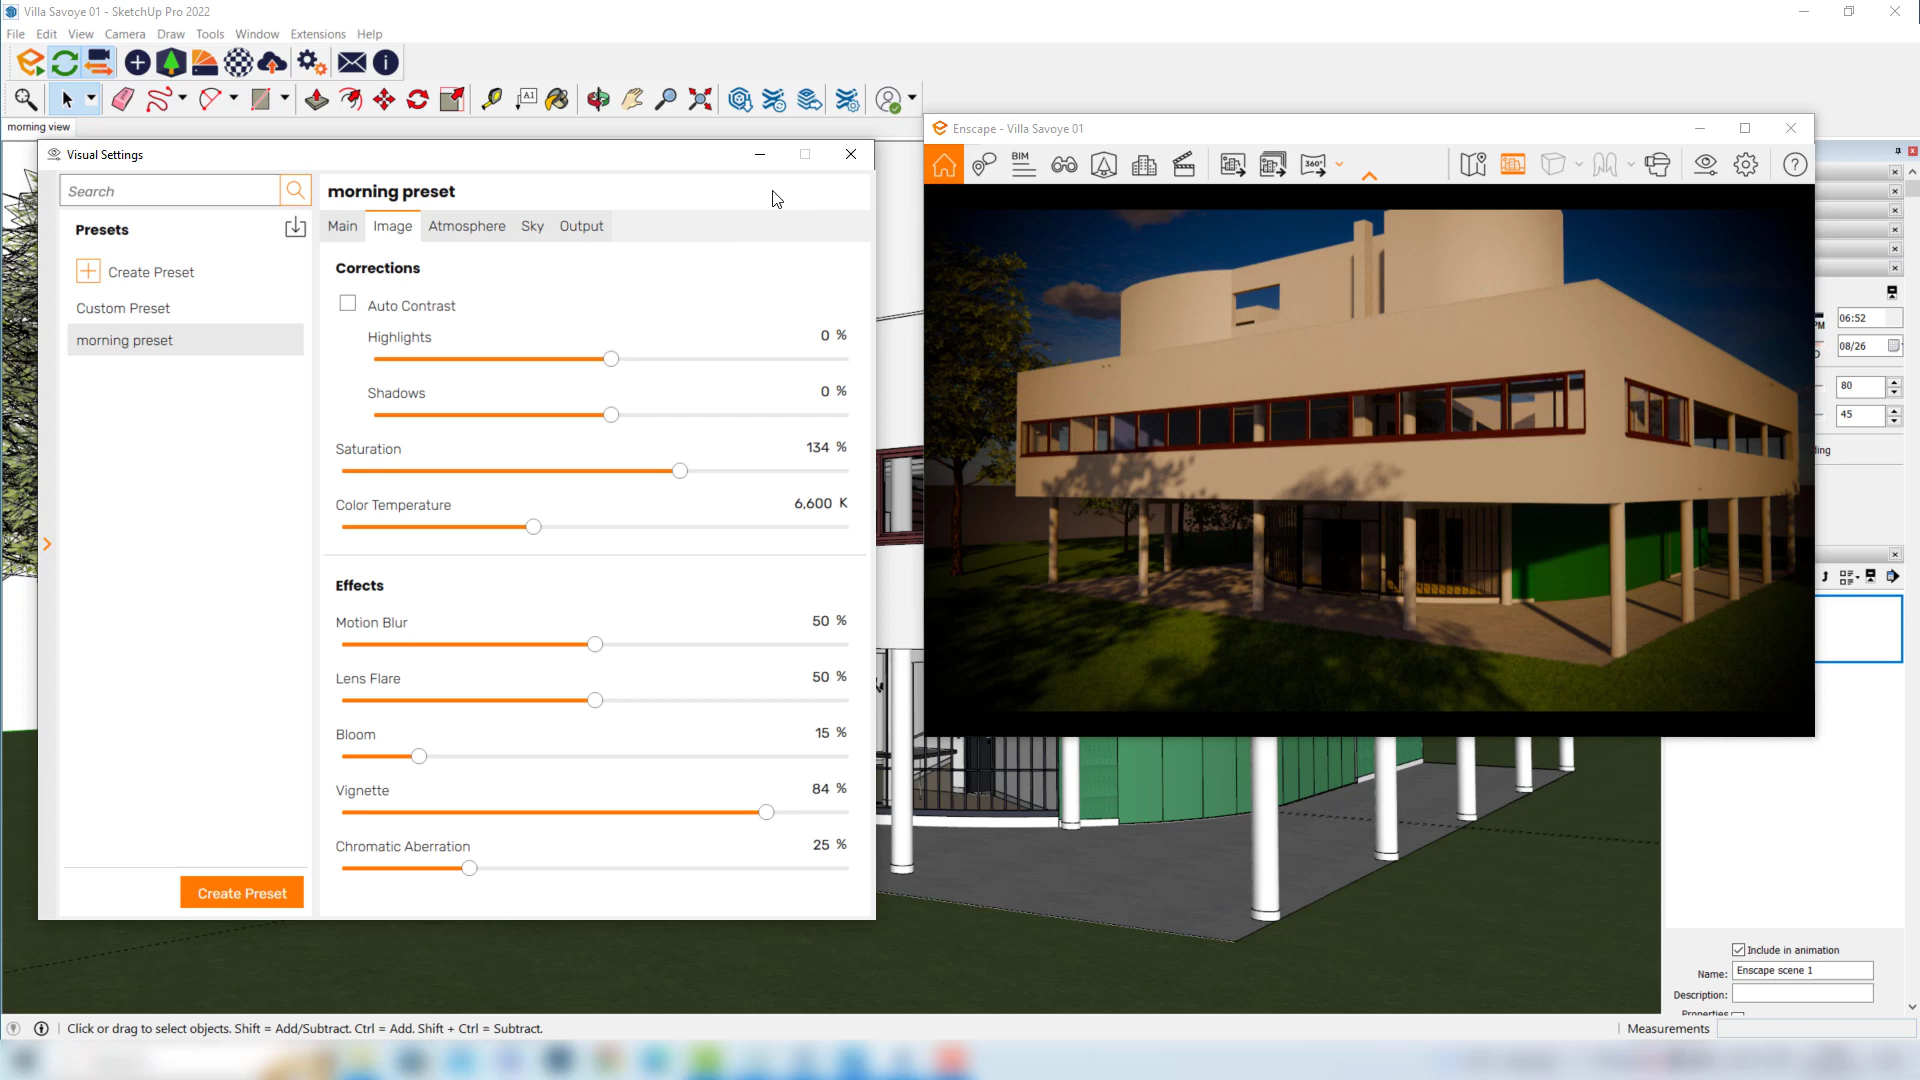 Villa Savoye 01 - SketchUp Pro 2022
File Edit View Camera Draw Tools Window Extensions Help
AI
morning view
Visual Settings
Search
Presets
Create Preset
Custom Preset
morning preset
Create Preset
morning preset
Main Image Atmosphere Sky Output
Corrections
Auto Contrast
Highlights 0 %
Shadows 0 %
Saturation 134 %
Color Temperature 6,600 K
Effects
Motion Blur 50 %
Lens Flare 50 %
Bloom 15 %
Vignette 84 %
Chromatic Aberration 25 %
Enscape - Villa Savoye 01
BIM
360°
PM 06:52
08/26
80
45
Include in animation
Name: Enscape scene 1
Description:
Click or drag to select objects. Shift = Add/Subtract. Ctrl = Add. Shift + Ctrl = Subtract.
Measurements